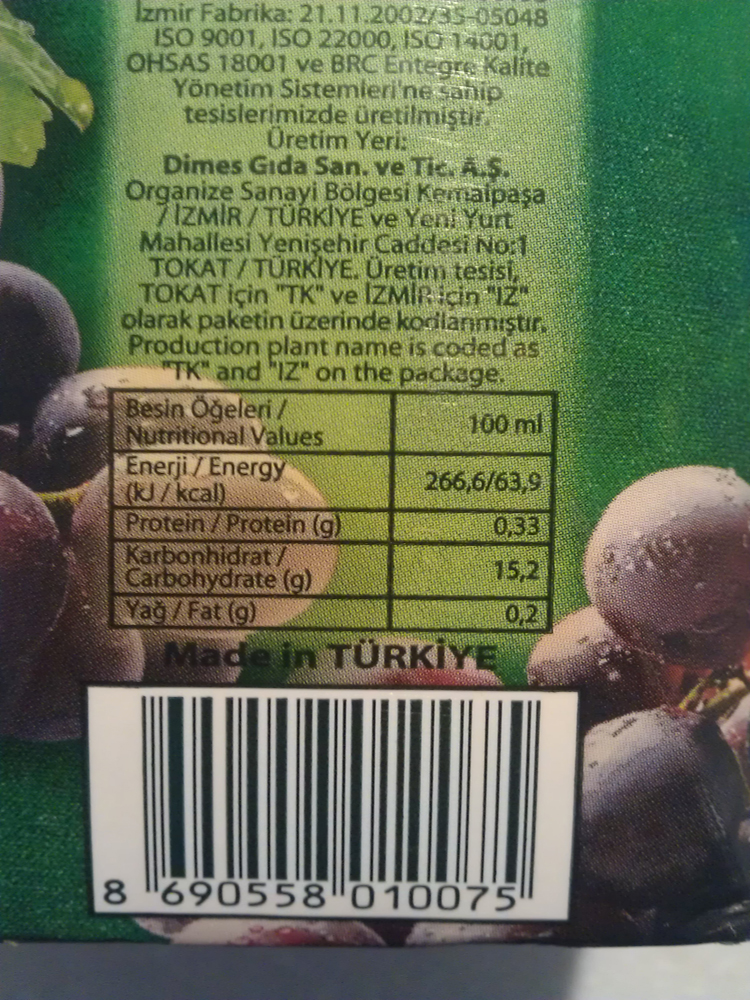 İzmir Fabrika: 21.11.2002/35-05048
ISO 9001, ISO 22000, ISO 14001,
OHSAS 18001 ve BRC Entegre Kalite
Yönetim Sistemleri'ne sahip
tesislerimizde üretilmiştir.
Üretim Yeri:
Dimes Gıda San. ve Tic. A.Ş.
Organize Sanayi Bölgesi Kemalpaşa
/ İZMİR / TÜRKİYE ve Yeni Yurt
Mahallesi Yenişehir Caddesi No:1
TOKAT / TÜRKİYE. Üretim tesisi,
TOKAT için "TK" ve İZMİR için "IZ"
olarak paketin üzerinde kodlanmıştır.
Production plant name is coded as
"TK" and "IZ" on the package.
Besin Öğeleri /
Nutritional Values
100 ml
Enerji / Energy
(kJ / kcal)
266,6/63,9
Protein / Protein (g)
0,33
Karbonhidrat /
Carbohydrate (g)
15,2
Yağ / Fat (g)
0,2
Made in TÜRKİYE
8 690558 010075